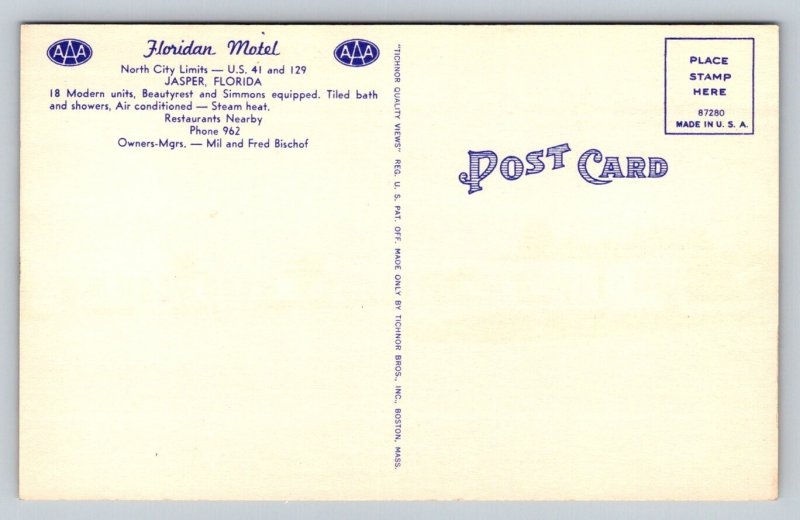 AAA
Floridan Motel
AAA
North City Limits — U.S. 41 and 129
JASPER, FLORIDA
18 Modern units, Beautyrest and Simmons equipped. Tiled bath
and showers, Air conditioned — Steam heat.
Restaurants Nearby
Phone 962
Owners-Mgrs. — Mil and Fred Bischof
"TICHNOR QUALITY VIEWS" REG. U. S. PAT. OFF. MADE ONLY BY TICHNOR BROS., INC., BOSTON, MASS.
POST CARD
PLACE
STAMP
HERE
87280
MADE IN U. S. A.